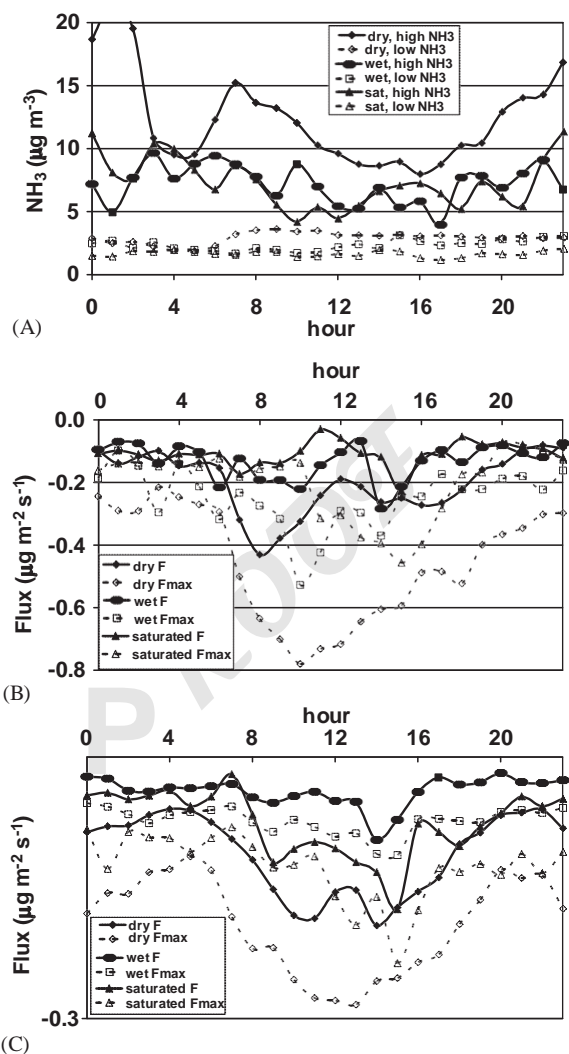 20
15
10
5
0
NH3 (μg m-3)
dry, high NH3
dry, low NH3
wet, high NH3
wet, low NH3
sat, high NH3
sat, low NH3
0 4 8 12 16 20
hour
(A)
hour
0 4 8 12 16 20
0.0
-0.2
-0.4
-0.6
-0.8
Flux (μg m-2 s-1)
dry F
dry Fmax
wet F
wet Fmax
saturated F
saturated Fmax
PROOF
(B)
hour
0 4 8 12 16 20
-0.3
Flux (μg m-2 s-1)
dry F
dry Fmax
wet F
wet Fmax
saturated F
saturated Fmax
(C)